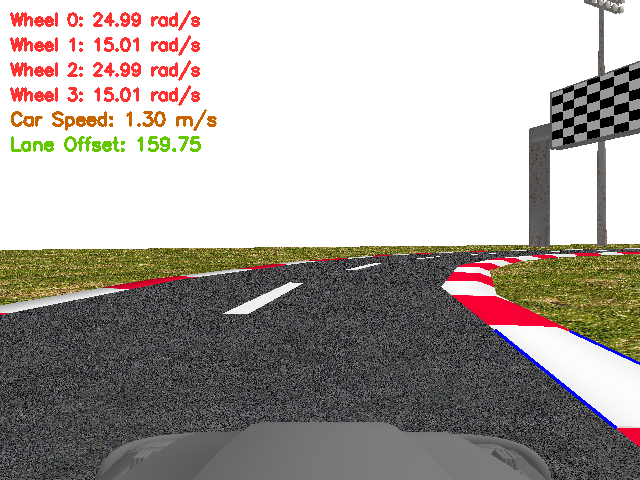 Wheel 0: 24.99 rad/s
Wheel 1: 15.01 rad/s
Wheel 2: 24.99 rad/s
Wheel 3: 15.01 rad/s
Car Speed: 1.30 m/s
Lane Offset: 159.75